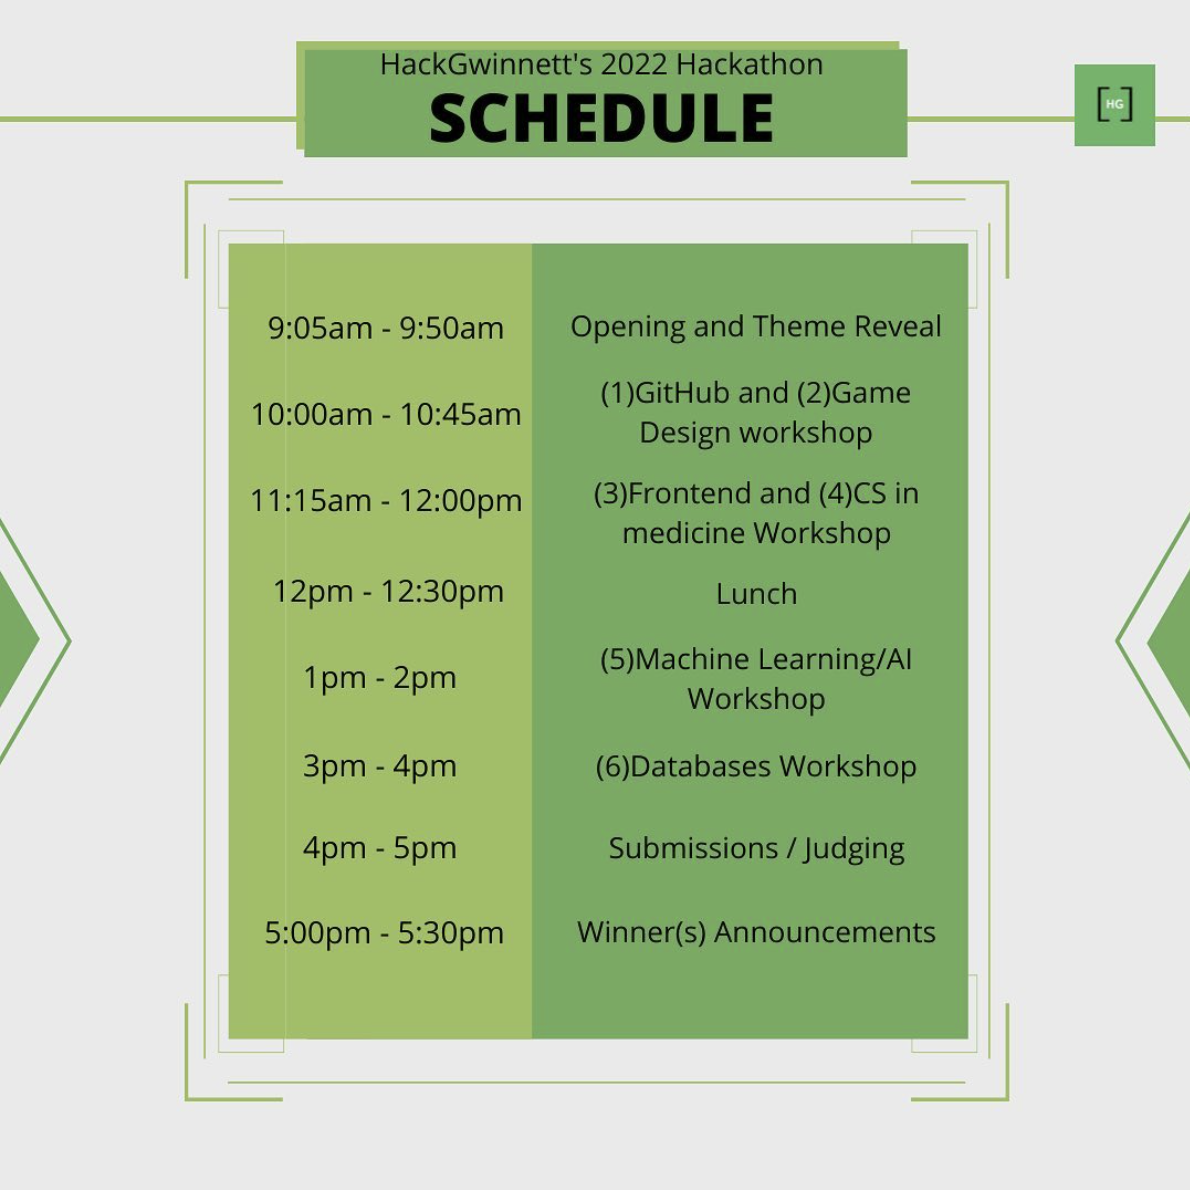 HackGwinnett's 2022 Hackathon
SCHEDULE
[HG]
9:05am - 9:50am
Opening and Theme Reveal
10:00am - 10:45am
(1)GitHub and (2)Game
Design workshop
11:15am - 12:00pm
(3)Frontend and (4)CS in
medicine Workshop
12pm - 12:30pm
Lunch
1pm - 2pm
(5)Machine Learning/AI
Workshop
3pm - 4pm
(6)Databases Workshop
4pm - 5pm
Submissions / Judging
5:00pm - 5:30pm
Winner(s) Announcements